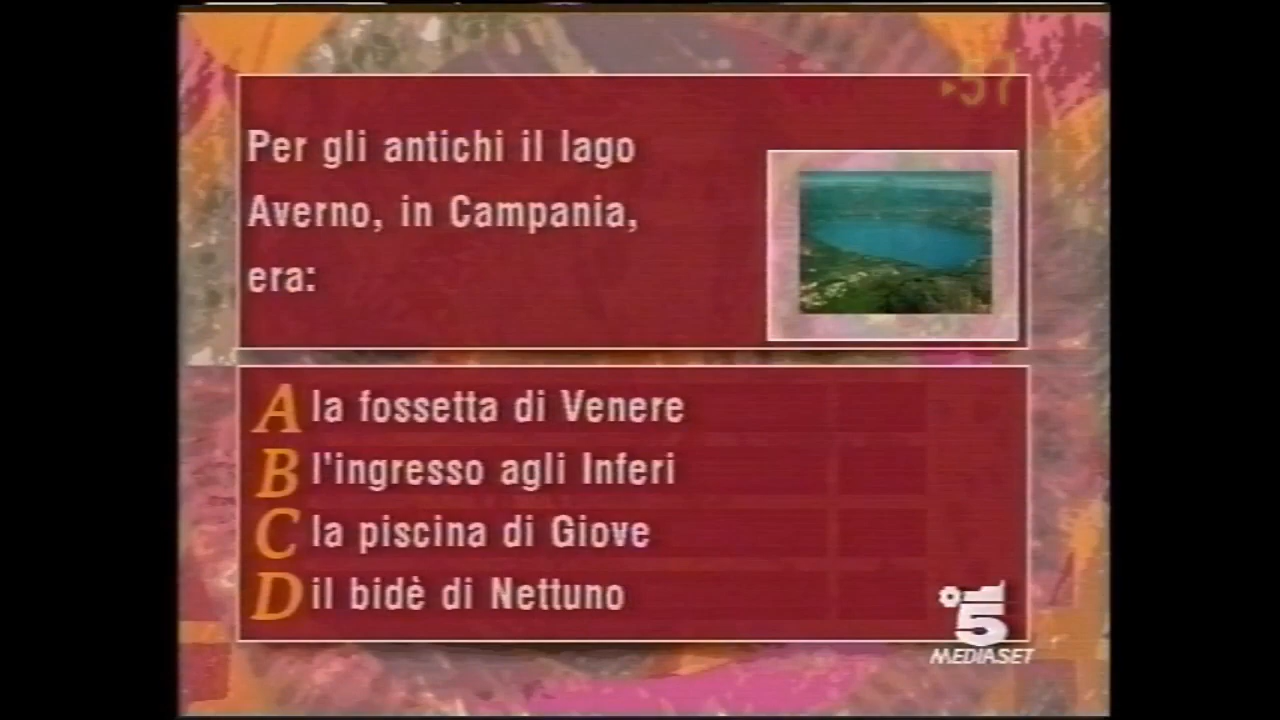 57
Per gli antichi il lago
Averno, in Campania,
era:
A la fossetta di Venere
B l'ingresso agli Inferi
C la piscina di Giove
D il bidè di Nettuno
5
MEDIASET